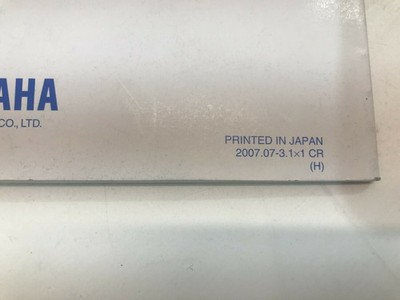 AHA
CO., LTD.
PRINTED IN JAPAN
2007.07-3.1×1 CR
(H)